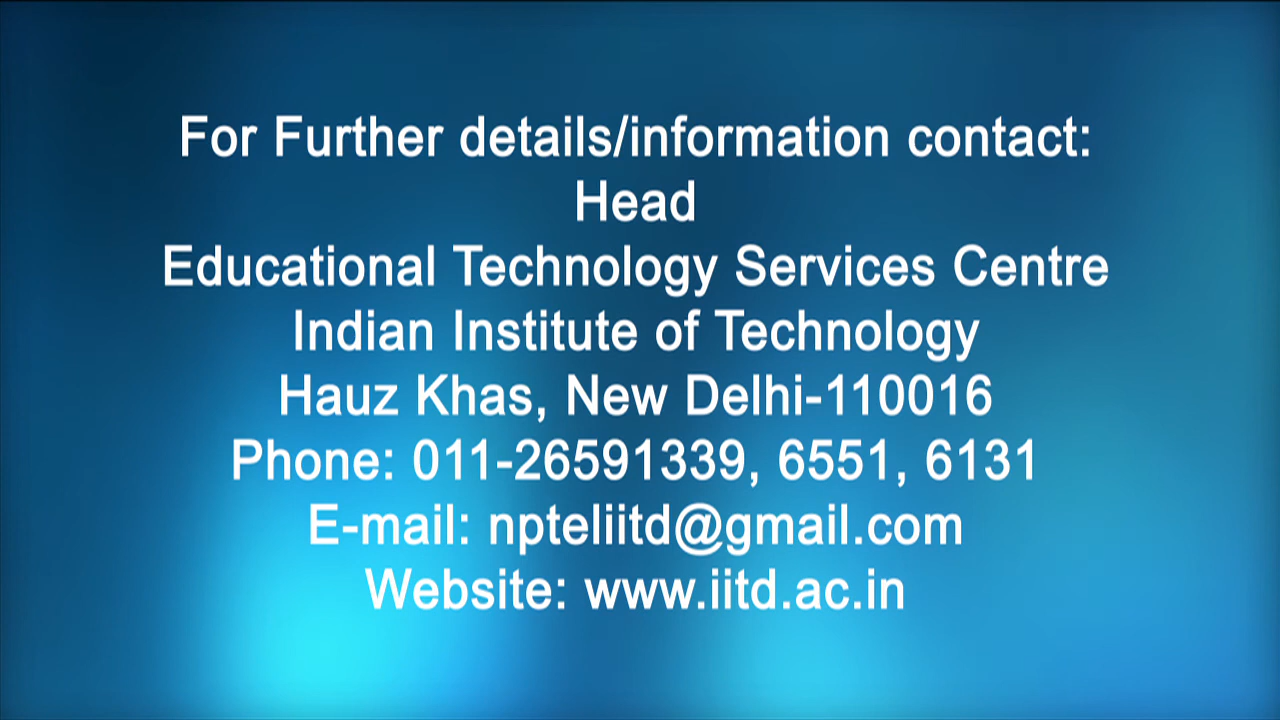 For Further details/information contact:
Head
Educational Technology Services Centre
Indian Institute of Technology
Hauz Khas, New Delhi-110016
Phone: 011-26591339, 6551, 6131
E-mail: npteliitd@gmail.com
Website: www.iitd.ac.in